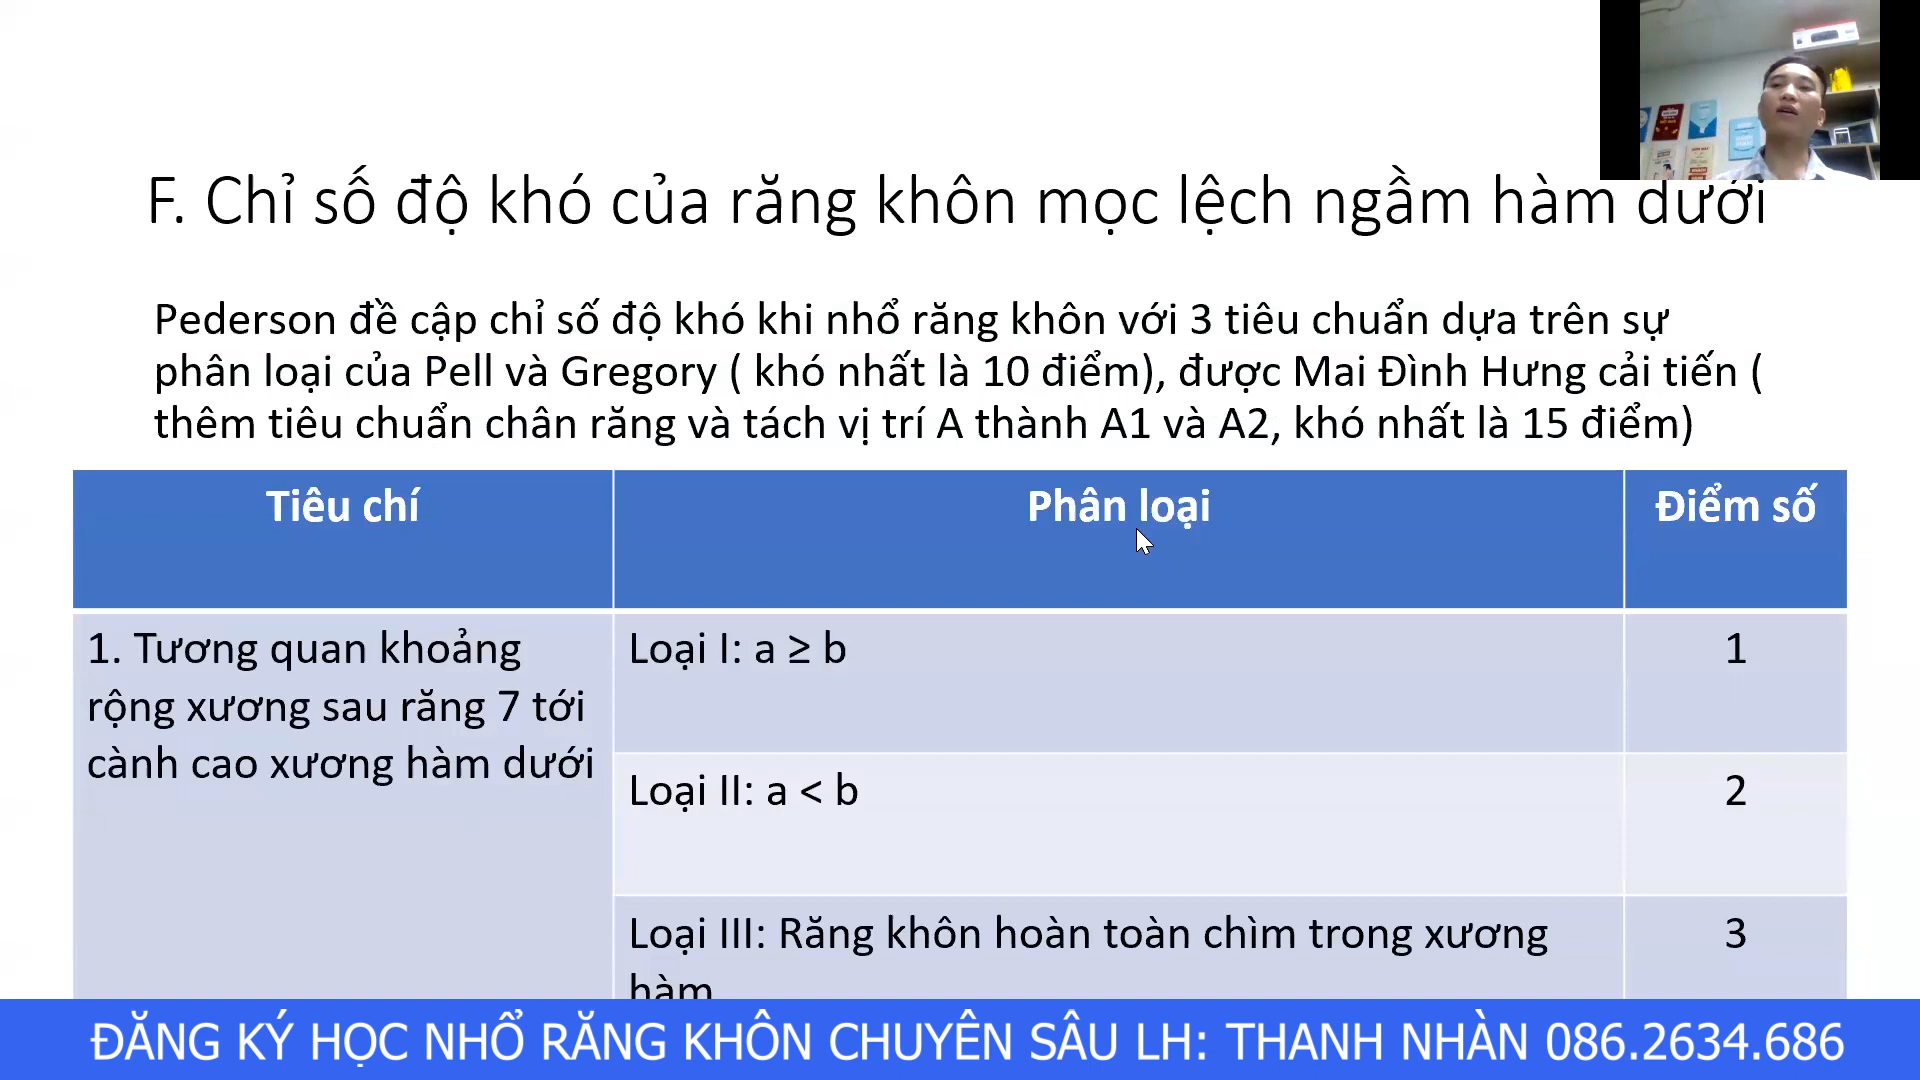 F. Chỉ số độ khó của răng khôn mọc lệch ngầm hàm dưới
Pederson đề cập chỉ số độ khó khi nhổ răng khôn với 3 tiêu chuẩn dựa trên sự
phân loại của Pell và Gregory ( khó nhất là 10 điểm), được Mai Đình Hưng cải tiến (
thêm tiêu chuẩn chân răng và tách vị trí A thành A1 và A2, khó nhất là 15 điểm)
Tiêu chí
Phân loại
Điểm số
1. Tương quan khoảng
rộng xương sau răng 7 tới
cành cao xương hàm dưới
Loại I: a ≥ b
1
Loại II: a < b
2
Loại III: Răng khôn hoàn toàn chìm trong xương
hàm
3
ĐĂNG KÝ HỌC NHỔ RĂNG KHÔN CHUYÊN SÂU LH: THANH NHÀN 086.2634.686